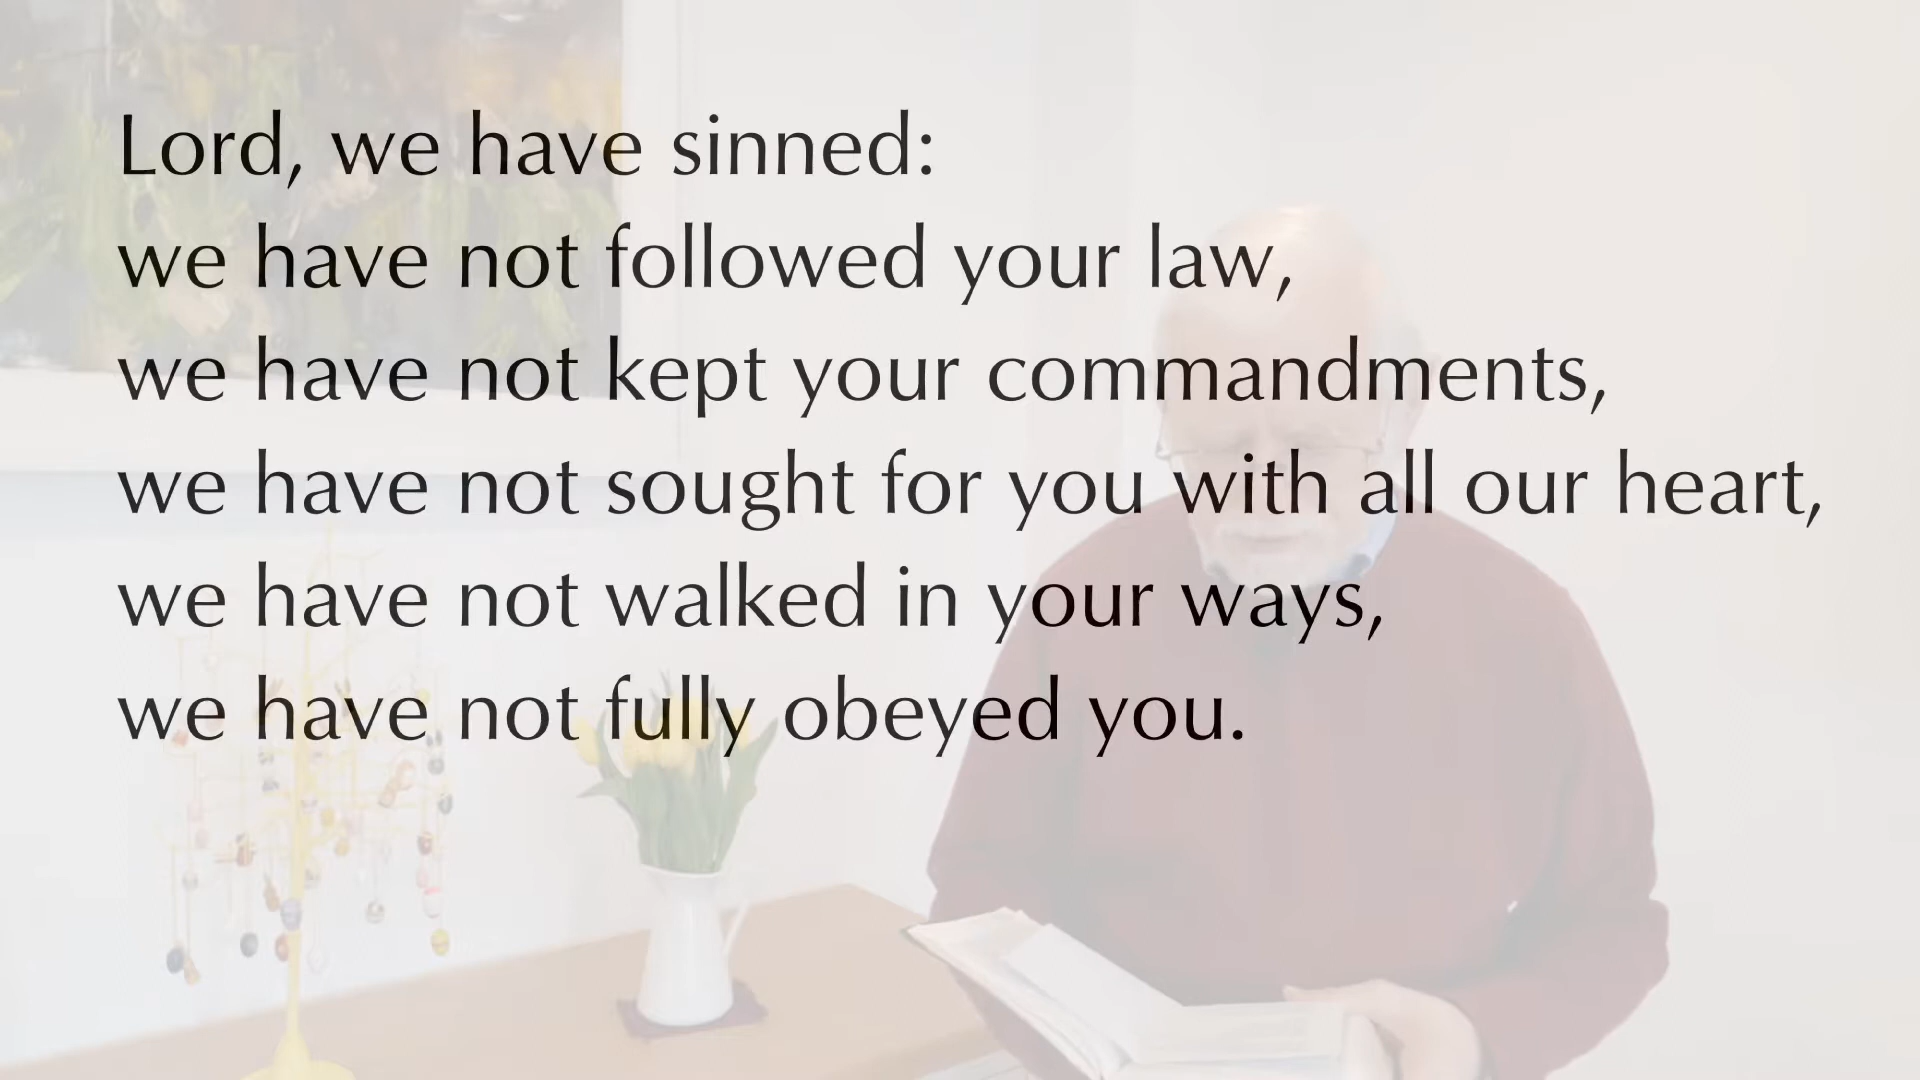 Lord, we have sinned:
we have not followed your law,
we have not kept your commandments,
we have not sought for you with all our heart,
we have not walked in your ways,
we have not fully obeyed you.